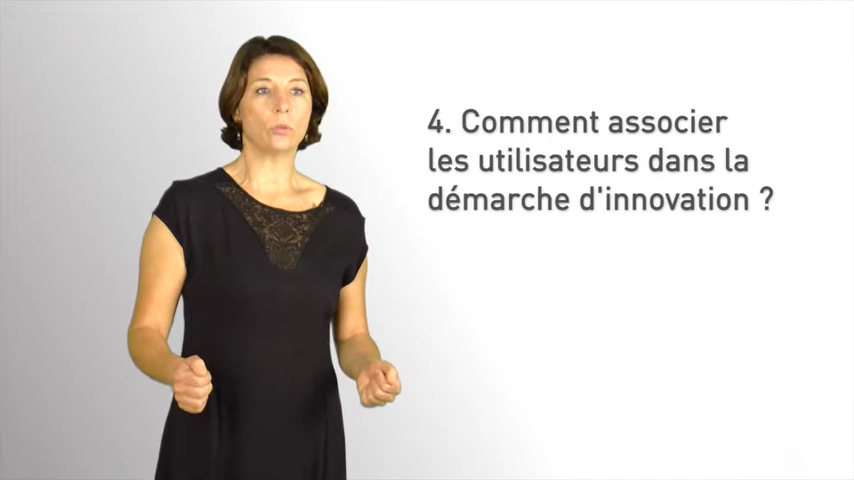 4. Comment associer
les utilisateurs dans la
démarche d'innovation ?